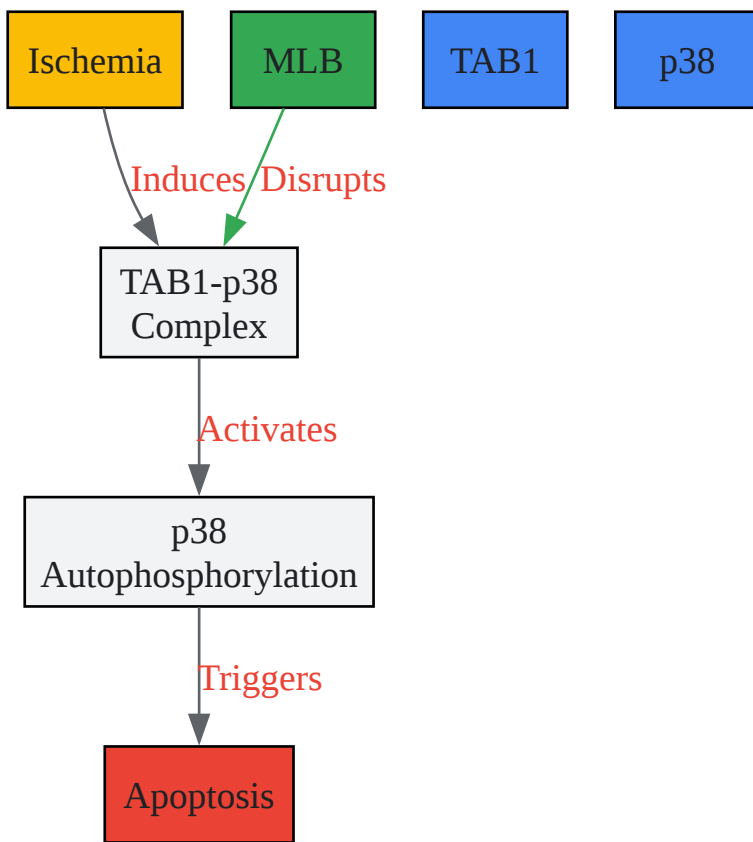 Ischemia
MLB
TAB1
p38
Induces
Disrupts
TAB1-p38
Complex
Activates
p38
Autophosphorylation
Triggers
Apoptosis